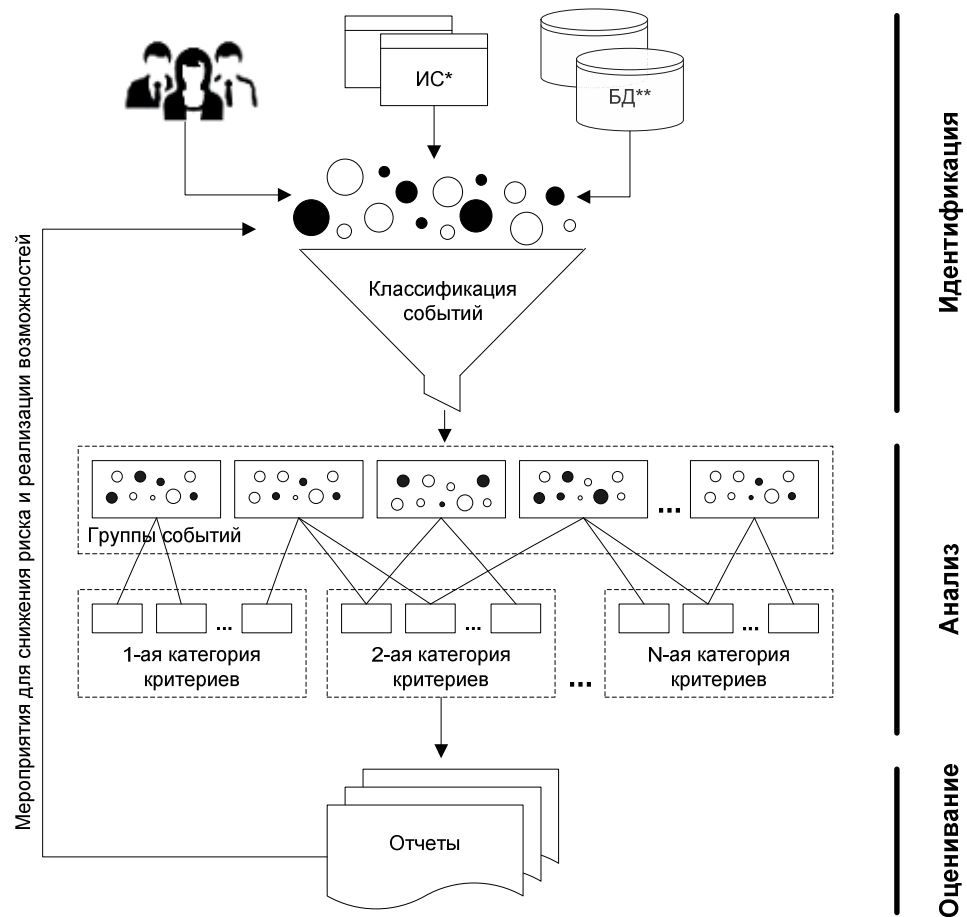 ИС*
БД**
Идентификация
Классификация
событий
Мероприятия для снижения риска и реализации возможностей
...
Группы событий
Анализ
...
...
...
1-ая категория
критериев
2-ая категория
критериев
...
N-ая категория
критериев
Отчеты
Оценивание